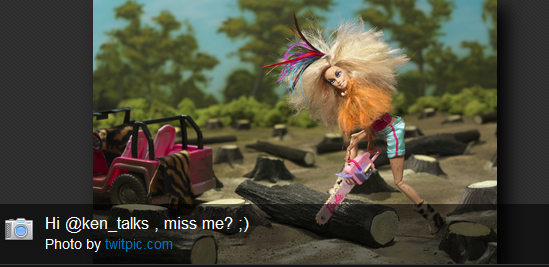 Hi @ken_talks , miss me? ;)
Photo by twitpic.com